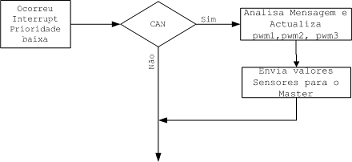 Ocorreu
Interrupt
Prioridade
baixa
CAN
Sim
Analisa Mensagem e
Actualiza
pwm1,pwm2, pwm3
Não
Envia valores
Sensores para o
Master